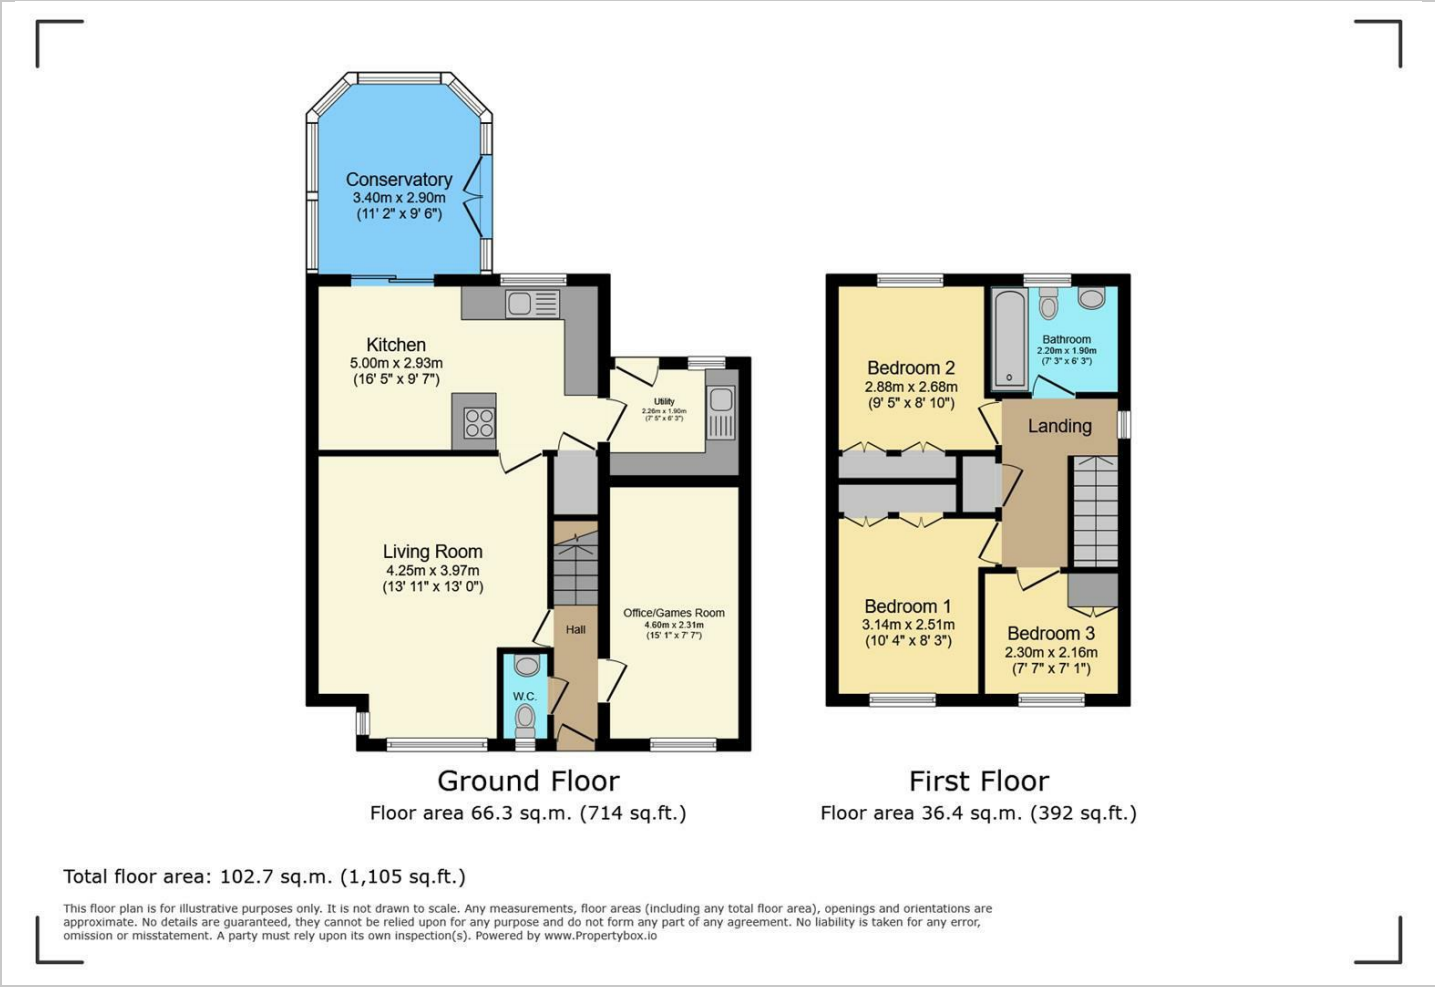 Conservatory
3.40m x 2.90m
(11' 2" x 9' 6")
Kitchen
5.00m x 2.93m
(16' 5" x 9' 7")
Utility
2.26m x 1.90m
(7' 5" x 6' 3")
Living Room
4.25m x 3.97m
(13' 11" x 13' 0")
Hall
Office/Games Room
4.60m x 2.31m
(15' 1" x 7' 7")
W.C.
Ground Floor
Floor area 66.3 sq.m. (714 sq.ft.)
Bedroom 2
2.88m x 2.68m
(9' 5" x 8' 10")
Bathroom
2.20m x 1.90m
(7' 3" x 6' 3")
Landing
Bedroom 1
3.14m x 2.51m
(10' 4" x 8' 3")
Bedroom 3
2.30m x 2.16m
(7' 7" x 7' 1")
First Floor
Floor area 36.4 sq.m. (392 sq.ft.)
Total floor area: 102.7 sq.m. (1,105 sq.ft.)
This floor plan is for illustrative purposes only. It is not drawn to scale. Any measurements, floor areas (including any total floor area), openings and orientations are
approximate. No details are guaranteed, they cannot be relied upon for any purpose and do not form any part of any agreement. No liability is taken for any error,
omission or misstatement. A party must rely upon its own inspection(s). Powered by www.Propertybox.io